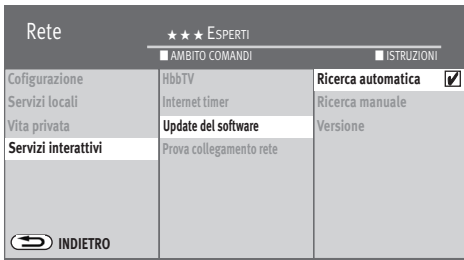 Rete
★ ★ ★ ESPERTI
AMBITO COMANDI
ISTRUZIONI
Cofigurazione
Servizi locali
Vita privata
Servizi interattivi
HbbTV
Internet timer
Update del software
Prova collegamento rete
Ricerca automatica
Ricerca manuale
Versione
INDIETRO